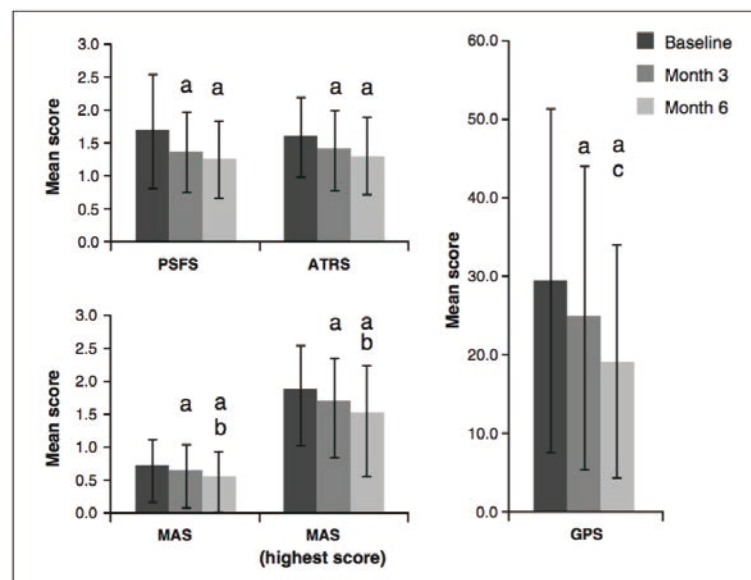 3.0
2.5
2.0
1.5
1.0
0.5
0.0
Mean score
a a
a a
PSFS
ATRS
3.0
2.5
2.0
1.5
1.0
0.5
0.0
Mean score
a a
b
a a
b
MAS
MAS
(highest score)
60.0
50.0
40.0
30.0
20.0
10.0
0.0
Mean score
a a
c
GPS
Baseline
Month 3
Month 6